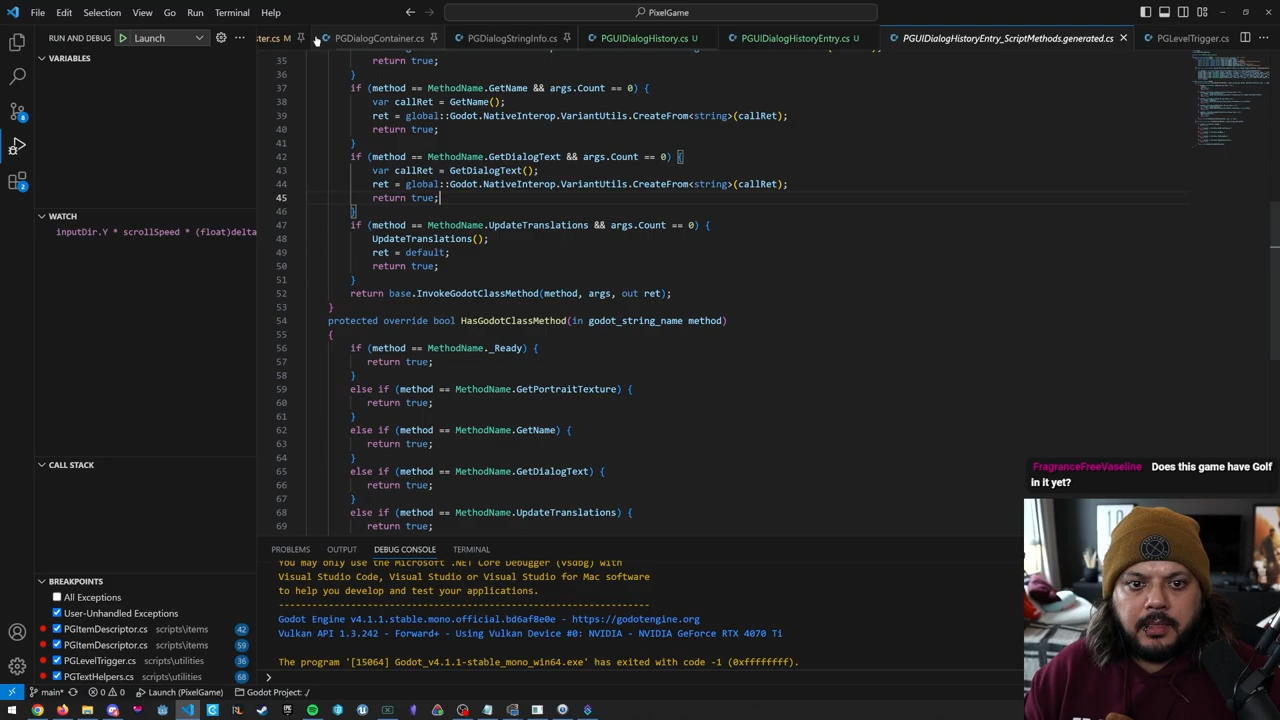 File Edit Selection View Go Run Terminal Help
PixelGame
RUN AND DEBUG Launch
ster.cs M PGDialogContainer.cs PGDialogStringInfo.cs PGUIDialogHistory.cs U PGUIDialogHistoryEntry.cs U PGUIDialogHistoryEntry_ScriptMethods.generated.cs PGLevelTrigger.cs
VARIABLES
WATCH
inputDir.Y * scrollSpeed * (float)delta
CALL STACK
BREAKPOINTS
All Exceptions
User-Unhandled Exceptions
PGItemDescriptor.cs scripts\items 42
PGItemDescriptor.cs scripts\items 59
PGLevelTrigger.cs scripts\utilities 36
PGTextHelpers.cs scripts\utilities 68
35 return true;
36 }
37 if (method == MethodName.GetName && args.Count == 0) {
38 var callRet = GetName();
39 ret = global::Godot.NativeInterop.VariantUtils.CreateFrom<string>(callRet);
40 return true;
41 }
42 if (method == MethodName.GetDialogText && args.Count == 0) {
43 var callRet = GetDialogText();
44 ret = global::Godot.NativeInterop.VariantUtils.CreateFrom<string>(callRet);
45 return true;
46 }
47 if (method == MethodName.UpdateTranslations && args.Count == 0) {
48 UpdateTranslations();
49 ret = default;
50 return true;
51 }
52 return base.InvokeGodotClassMethod(method, args, out ret);
53 }
54 protected override bool HasGodotClassMethod(in godot_string_name method)
55 {
56 if (method == MethodName._Ready) {
57 return true;
58 }
59 else if (method == MethodName.GetPortraitTexture) {
60 return true;
61 }
62 else if (method == MethodName.GetName) {
63 return true;
64 }
65 else if (method == MethodName.GetDialogText) {
66 return true;
67 }
68 else if (method == MethodName.UpdateTranslations) {
69 return true;
PROBLEMS OUTPUT DEBUG CONSOLE TERMINAL
You may only use the Microsoft .NET Core Debugger (vsdbg) with
Visual Studio Code, Visual Studio or Visual Studio for Mac software
to help you develop and test your applications.
-------------------------------------------------------------------
Godot Engine v4.1.1.stable.mono.official.bd6af8e0e - https://godotengine.org
Vulkan API 1.3.242 - Forward+ - Using Vulkan Device #0: NVIDIA - NVIDIA GeForce RTX 4070 Ti
The program '[15064] Godot_v4.1.1-stable_mono_win64.exe' has exited with code -1 (0xffffffff).
FragranceFreeVaseline Does this game have Golf
in it yet?
main* 0 0 Launch (PixelGame) Godot Project: ./